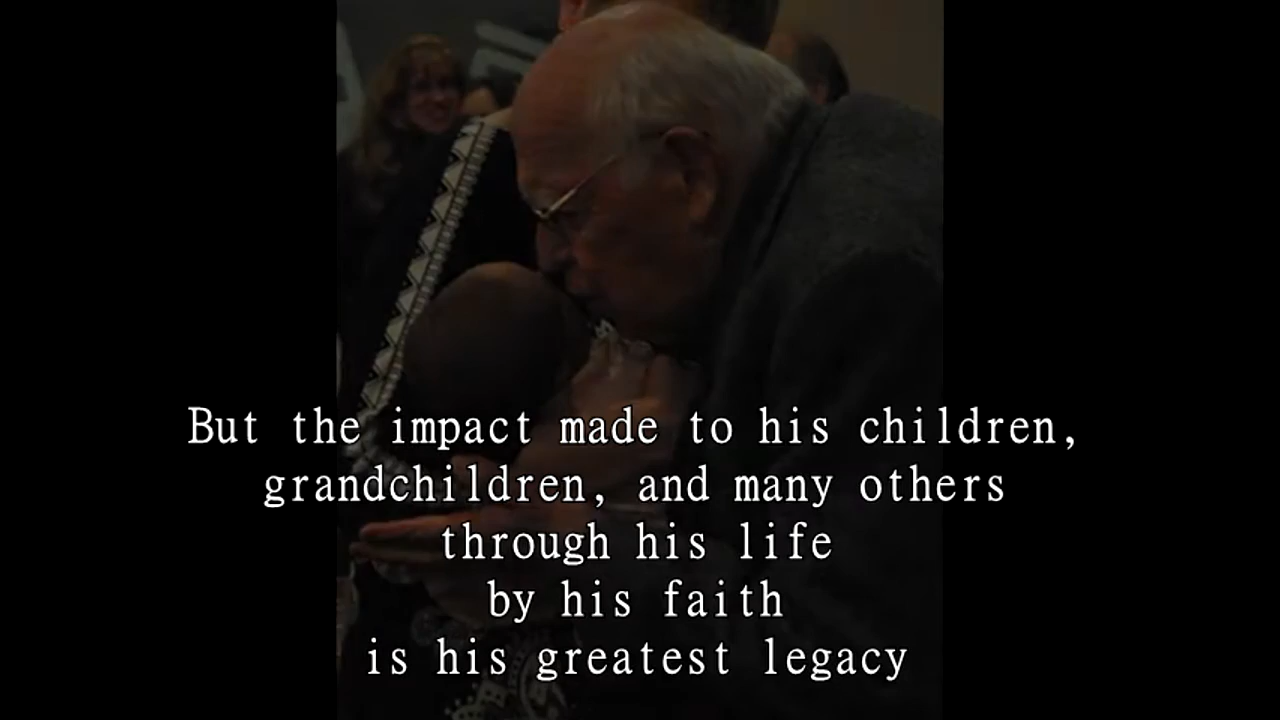 But the impact made to his children,
grandchildren, and many others
through his life
by his faith
is his greatest legacy